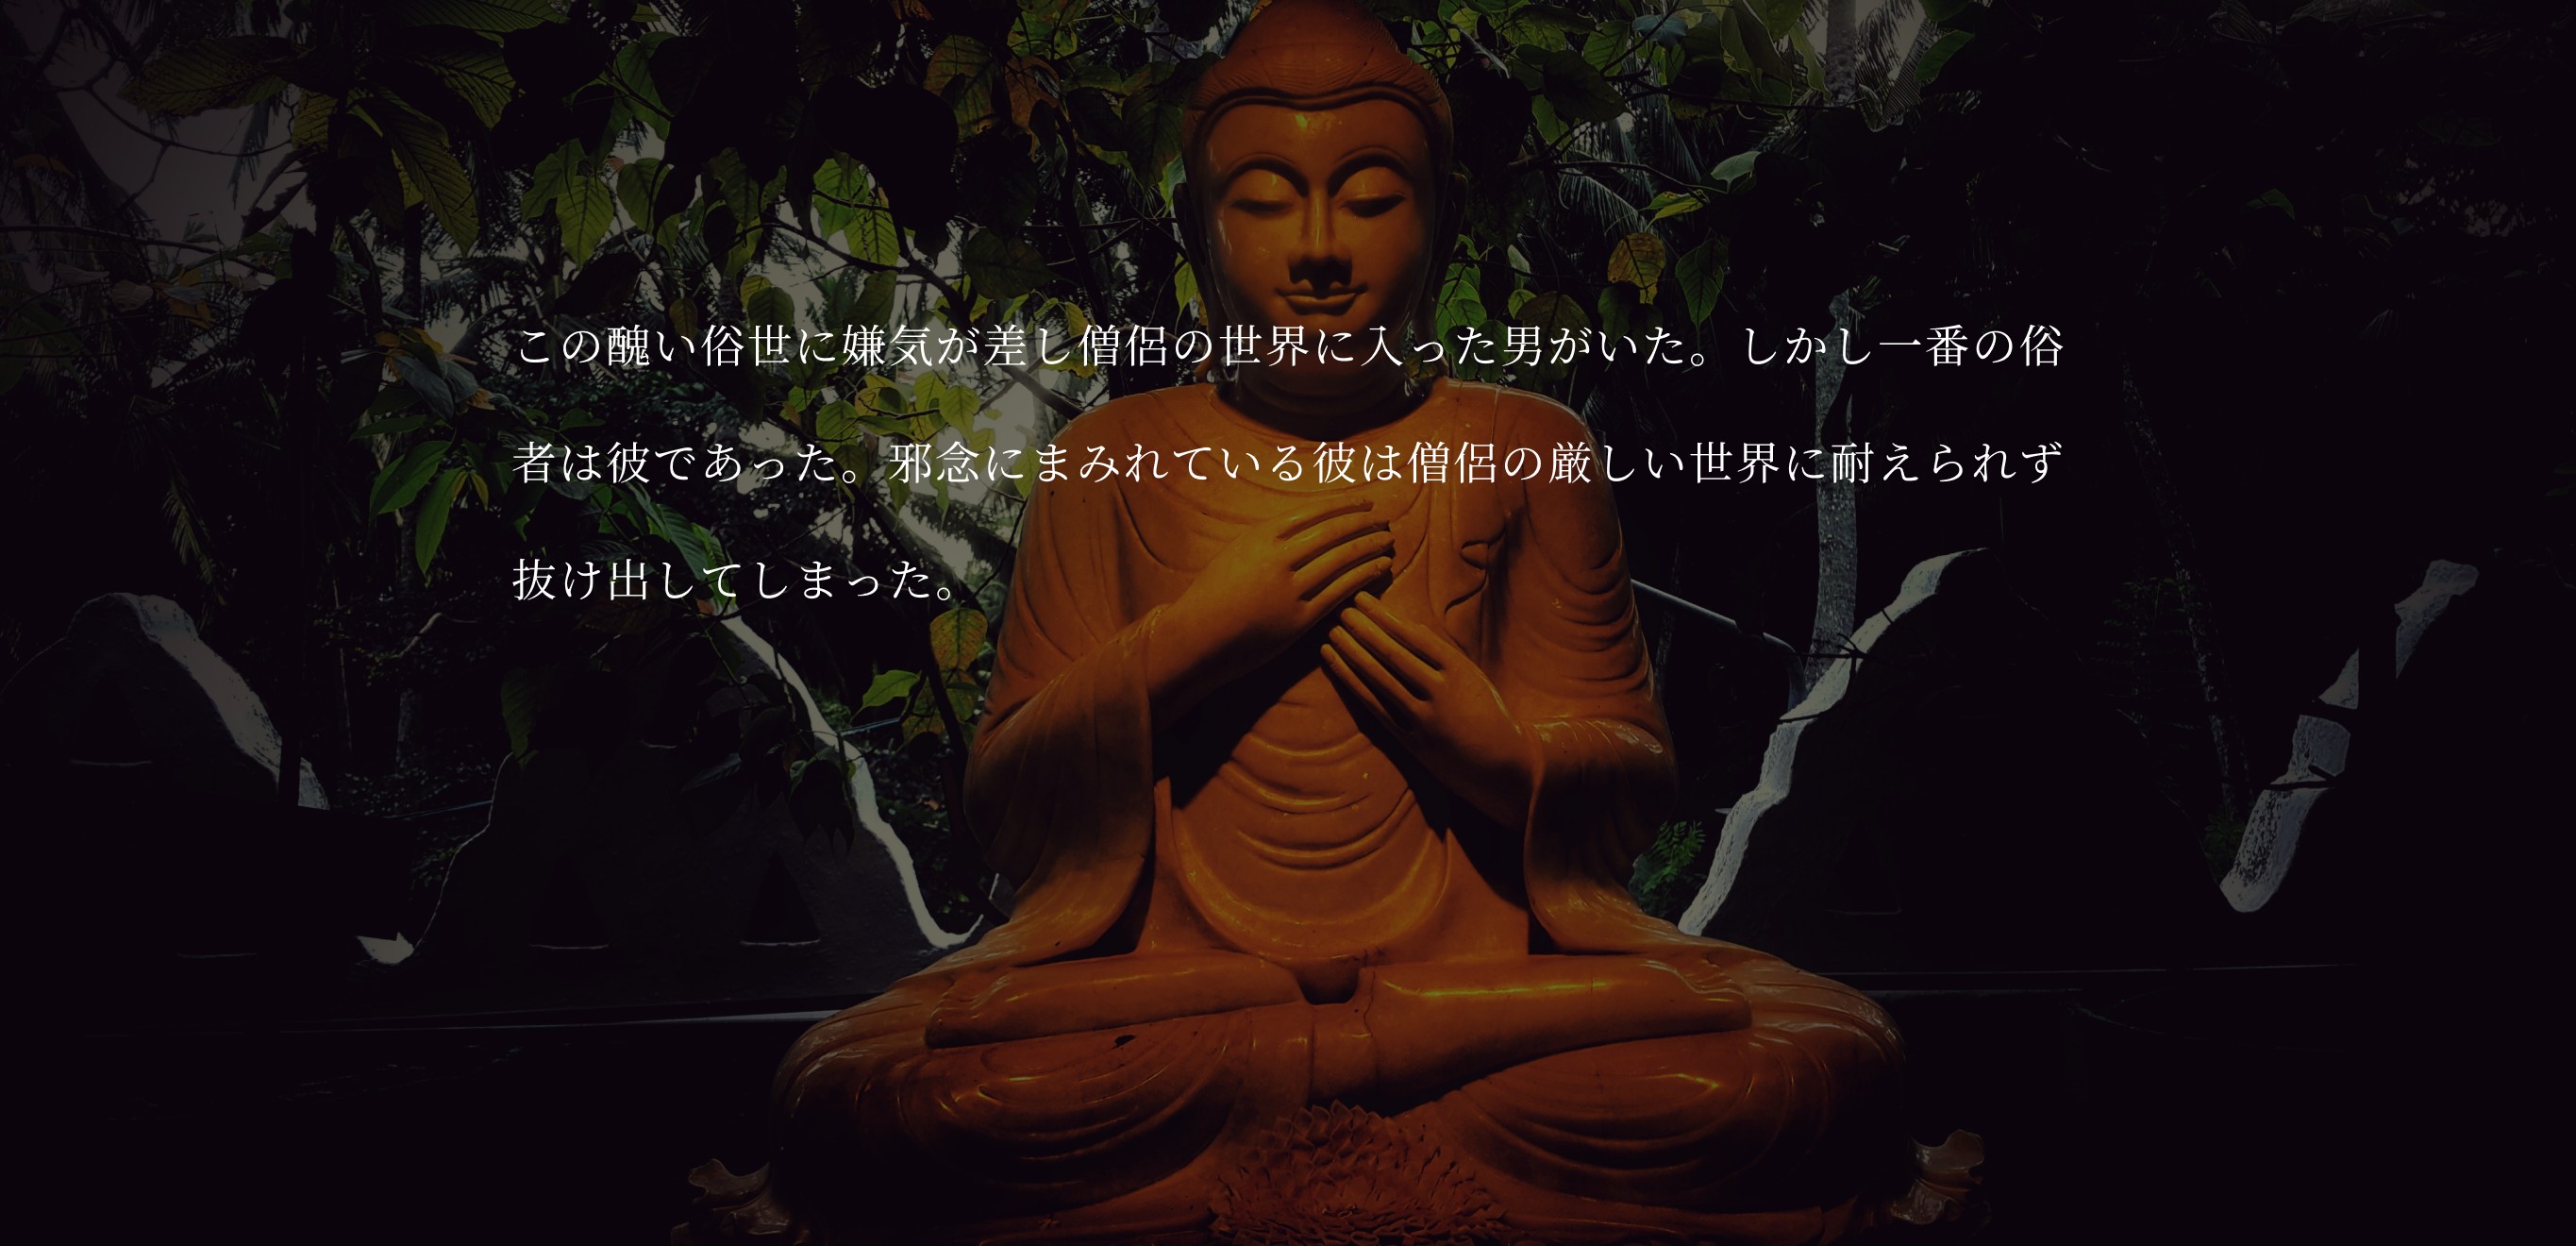 この醜い俗世に嫌気が差し僧侶の世界に入った男がいた。しかし一番の俗
者は彼であった。邪念にまみれている彼は僧侶の厳しい世界に耐えられず
抜け出してしまった。